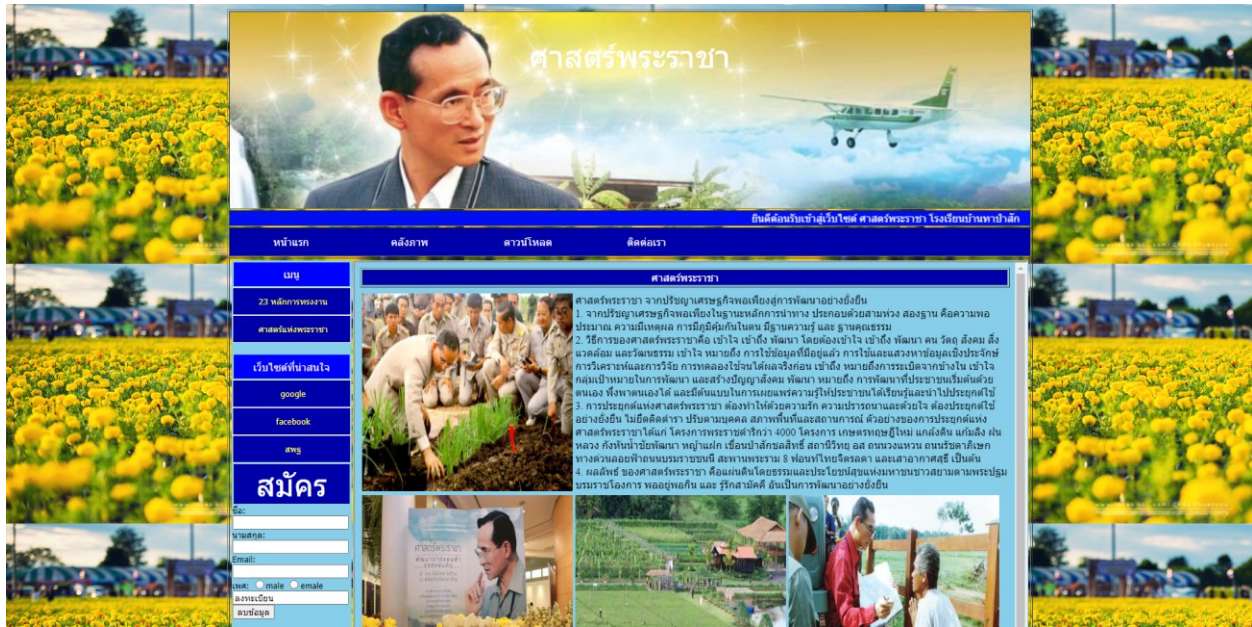 ศาสตร์พระราชา
ยินดีต้อนรับเข้าสู่เว็บไซต์ ศาสตร์พระราชา โรงเรียนบ้านทาป่าสัก
หน้าแรก
คลังภาพ
ดาวน์โหลด
ติดต่อเรา
เมนู
23 หลักการทรงงาน
ศาสตร์แห่งพระราชา
เว็บไซต์ที่น่าสนใจ
google
facebook
สพฐ
สมัคร
ชื่อ:
นามสกุล:
Email:
เพศ: male emale
ลงทะเบียน
ลบข้อมูล
ศาสตร์พระราชา
ศาสตร์พระราชา จากปรัชญาเศรษฐกิจพอเพียงสู่การพัฒนาอย่างยั่งยืน
1. จากปรัชญาเศรษฐกิจพอเพียงในฐานะหลักการนำทาง ประกอบด้วยสามห่วง สองฐาน คือความพอ
ประมาณ ความมีเหตุผล การมีภูมิคุ้มกันในตน มีฐานความรู้ และ ฐานคุณธรรม
2. วิธีการของศาสตร์พระราชาคือ เข้าใจ เข้าถึง พัฒนา โดยต้องเข้าใจ เข้าถึง พัฒนา คน วัตถุ สังคม สิ่ง
แวดล้อม และวัฒนธรรม เข้าใจ หมายถึง การใช้ข้อมูลที่มีอยู่แล้ว การใช้และแสวงหาข้อมูลเชิงประจักษ์
การวิเคราะห์และการวิจัย การทดลองใช้จนได้ผลจริงก่อน เข้าถึง หมายถึงการระเบิดจากข้างใน เข้าใจ
กลุ่มเป้าหมายในการพัฒนา และสร้างปัญญาสังคม พัฒนา หมายถึง การพัฒนาที่ประชาชนเริ่มต้นด้วย
ตนเอง พึ่งพาตนเองได้ และมีต้นแบบในการเผยแพร่ความรู้ให้ประชาชนได้เรียนรู้และนำไปประยุกต์ใช้
3. การประยุกต์แห่งศาสตร์พระราชา ต้องทำให้ด้วยความรัก ความปรารถนาและด้วยใจ ต้องประยุกต์ใช้
อย่างยั่งยืน ไม่ยึดติดตำรา ปรับตามบุคคล สภาพพื้นที่และสถานการณ์ ตัวอย่างของการประยุกต์แห่ง
ศาสตร์พระราชาได้แก่ โครงการพระราชดำริกว่า 4000 โครงการ เกษตรทฤษฎีใหม่ แกล้งดิน แก้มลิง ฝน
หลวง กังหันน้ำชัยพัฒนา หญ้าแฝก เขื่อนป่าสักชลสิทธิ์ สถานีวิทยุ อส ถนนวงแหวน ถนนรัชดาภิเษก
ทางด่วนลอยฟ้าถนนบรมราชชนนี สะพานพระราม 8 ฟอนท์ไทยจิตรลดา และเสาอากาศสุธี เป็นต้น
4. ผลลัพธ์ ของศาสตร์พระราชา คือแผ่นดินโดยธรรมและประโยชน์สุขแห่งมหาชนชาวสยามตามพระปฐม
บรมราชโองการ พออยู่พอกิน และ รู้รักสามัคคี อันเป็นการพัฒนาอย่างยั่งยืน
ศาสตร์พระราชา